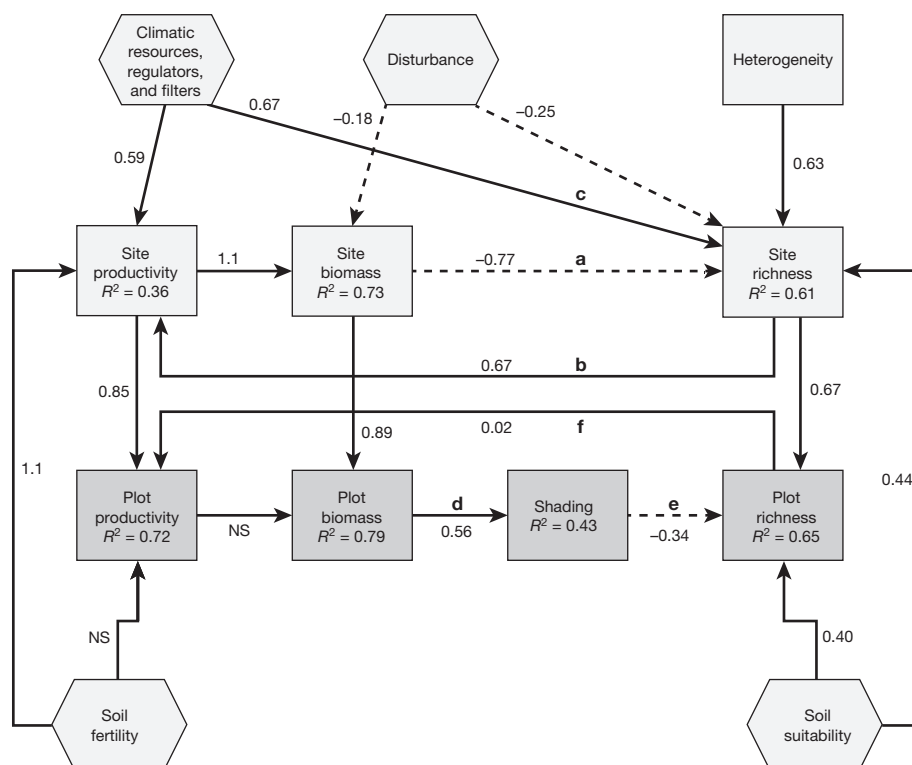 Climatic
resources,
regulators,
and filters
Disturbance
Heterogeneity
0.67
–0.18
–0.25
0.59
0.63
c
Site
productivity
R² = 0.36
1.1
Site
biomass
R² = 0.73
–0.77
a
Site
richness
R² = 0.61
0.67
b
0.85
0.67
0.02
f
0.89
1.1
0.44
Plot
productivity
R² = 0.72
NS
Plot
biomass
R² = 0.79
d
0.56
Shading
R² = 0.43
e
–0.34
Plot
richness
R² = 0.65
NS
0.40
Soil
fertility
Soil
suitability